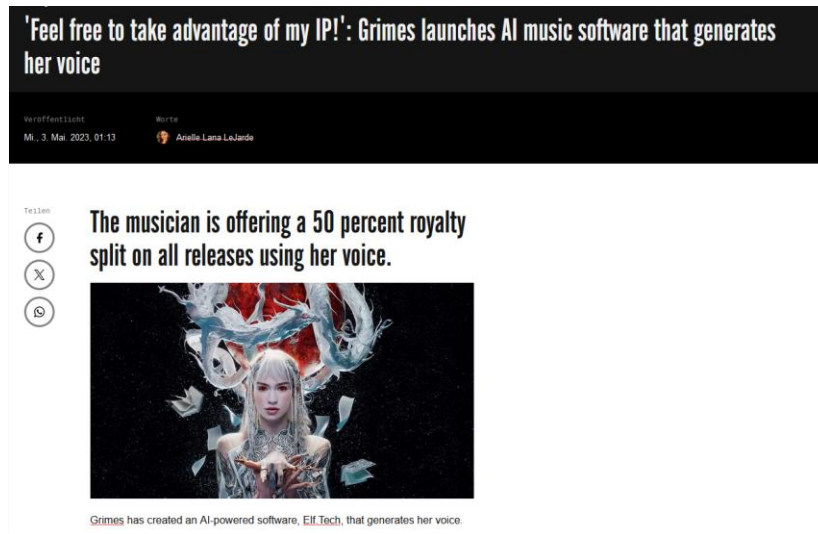 'Feel free to take advantage of my IP!': Grimes launches AI music software that generates
her voice
Veröffentlicht
Worte
Mi., 3. Mai. 2023, 01:13
Arielle Lana LeJarde
Teilen
The musician is offering a 50 percent royalty
split on all releases using her voice.
Grimes has created an AI-powered software, Elf.Tech, that generates her voice.